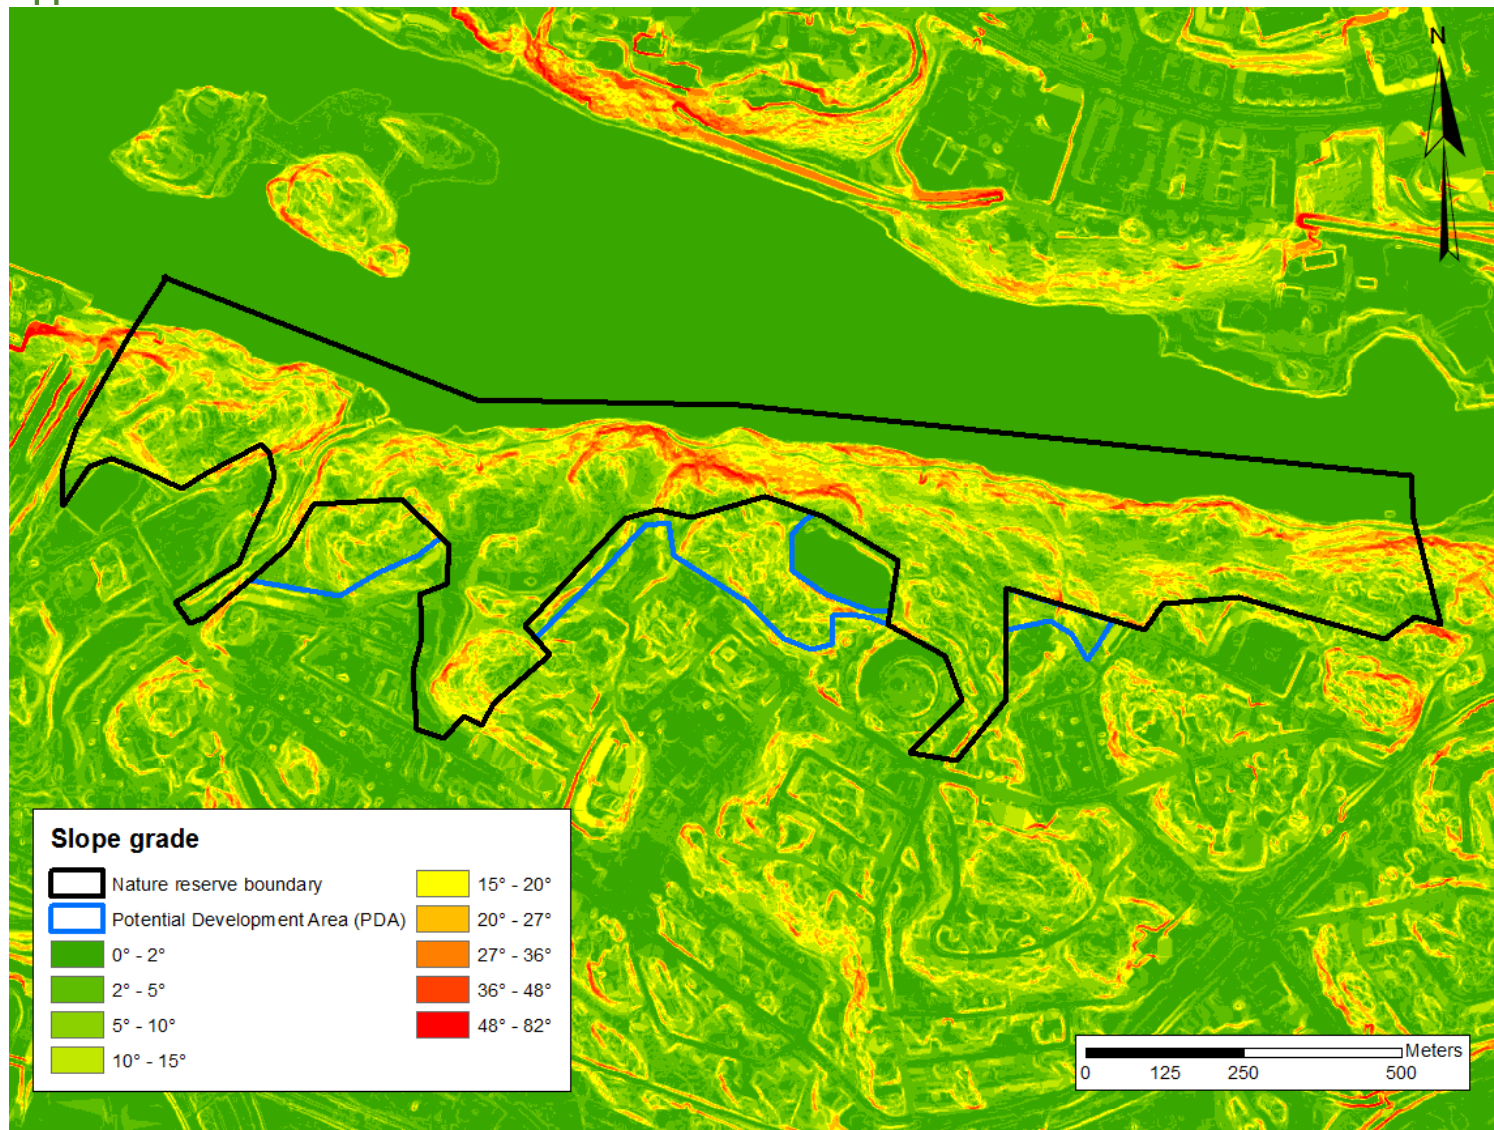 N
Slope grade
Nature reserve boundary
Potential Development Area (PDA)
0° - 2°
2° - 5°
5° - 10°
10° - 15°
15° - 20°
20° - 27°
27° - 36°
36° - 48°
48° - 82°
Meters
0 125 250 500